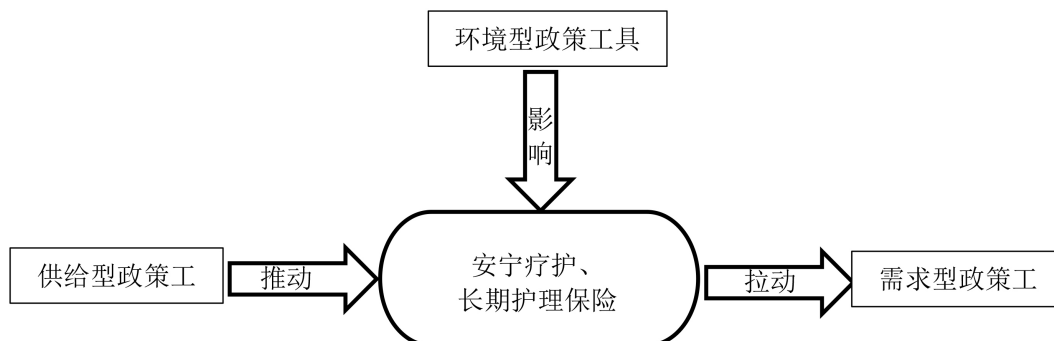 环境型政策工具
影
响
供给型政策工
推动
安宁疗护、
长期护理保险
拉动
需求型政策工